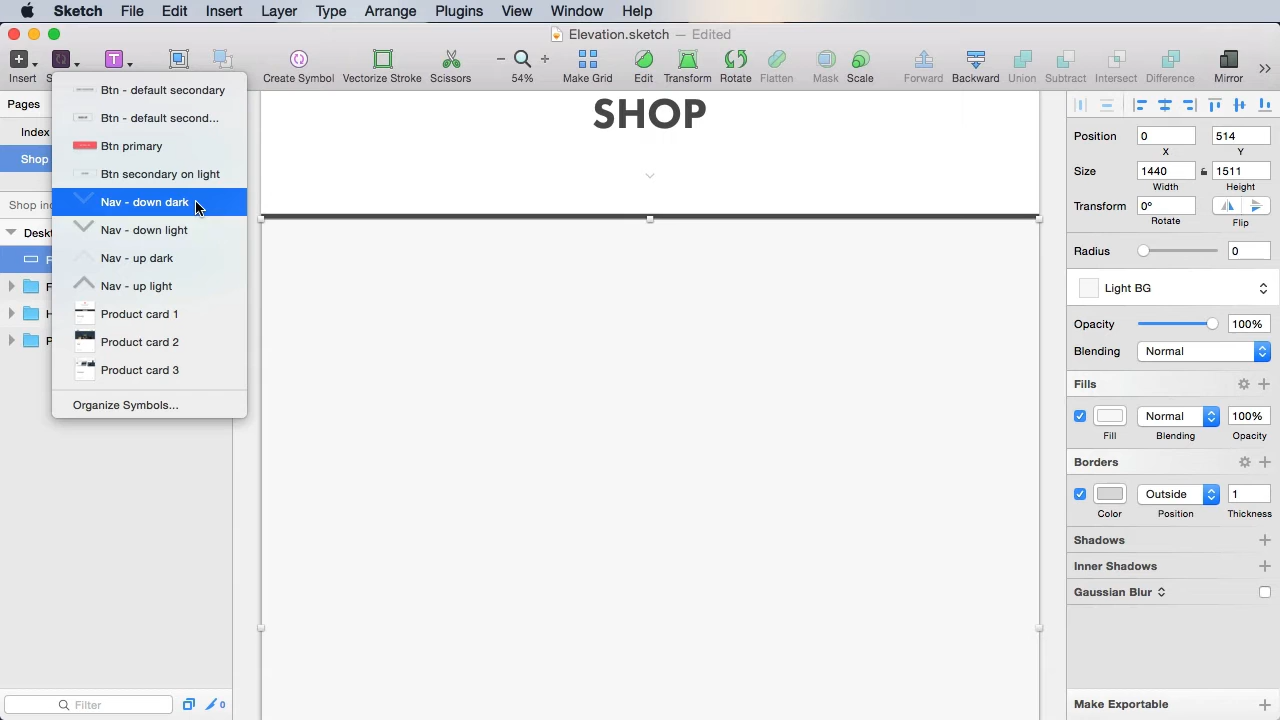 Sketch File Edit Insert Layer Type Arrange Plugins View Window Help
Elevation.sketch — Edited
Insert Create Symbol Vectorize Stroke Scissors 54% Make Grid Edit Transform Rotate Flatten Mask Scale Forward Backward Union Subtract Intersect Difference Mirror
Pages
Index
Shop
Btn - default secondary
Btn - default second...
Btn primary
Btn secondary on light
Nav - down dark
Nav - down light
Nav - up dark
Nav - up light
Product card 1
Product card 2
Product card 3
Organize Symbols...
Filter
0
SHOP
Position 0 514
X Y
Size 1440 1511
Width Height
Transform 0º
Rotate Flip
Radius 0
Light BG
Opacity 100%
Blending Normal
Fills
Normal 100%
Fill Blending Opacity
Borders
Outside 1
Color Position Thickness
Shadows
Inner Shadows
Gaussian Blur
Make Exportable